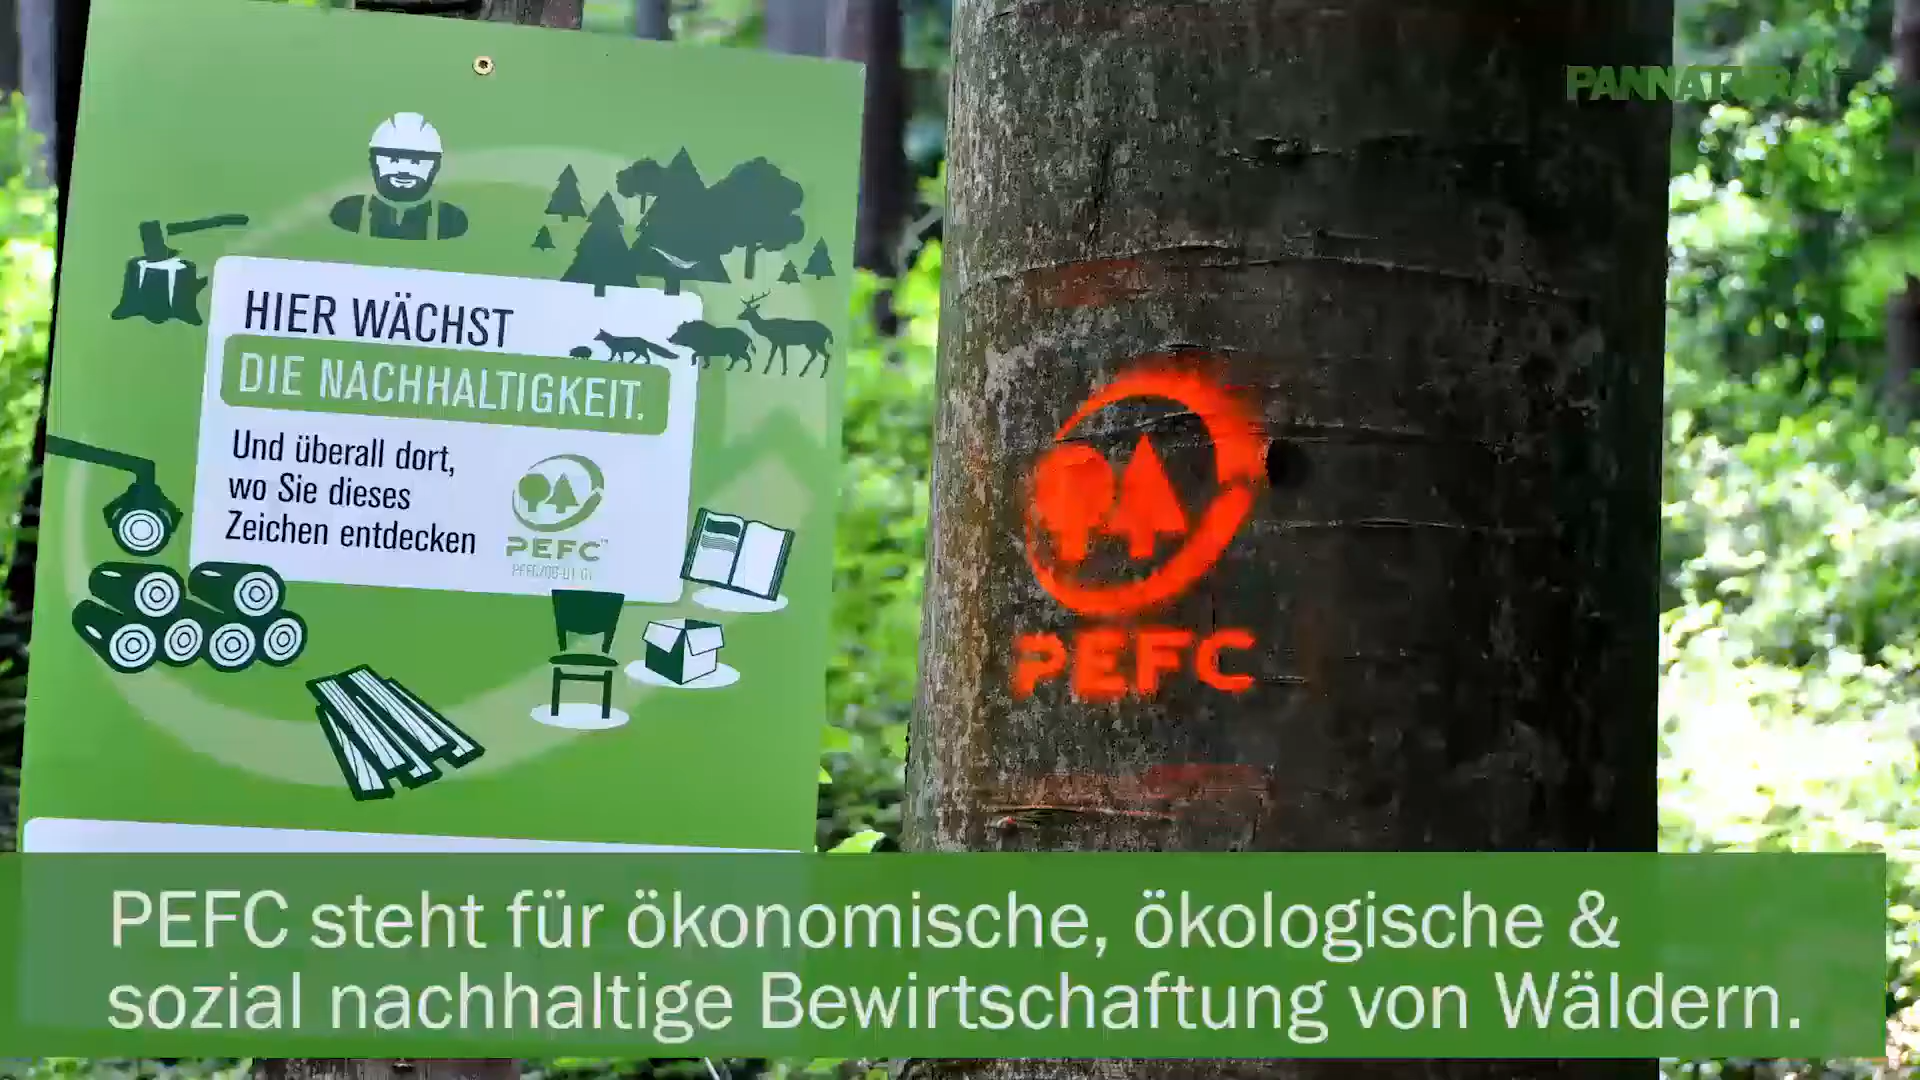 PANNATURA
HIER WÄCHST
DIE NACHHALTIGKEIT.
Und überall dort,
wo Sie dieses
Zeichen entdecken
PEFC™
PEFC
PEFC steht für ökonomische, ökologische &
sozial nachhaltige Bewirtschaftung von Wäldern.